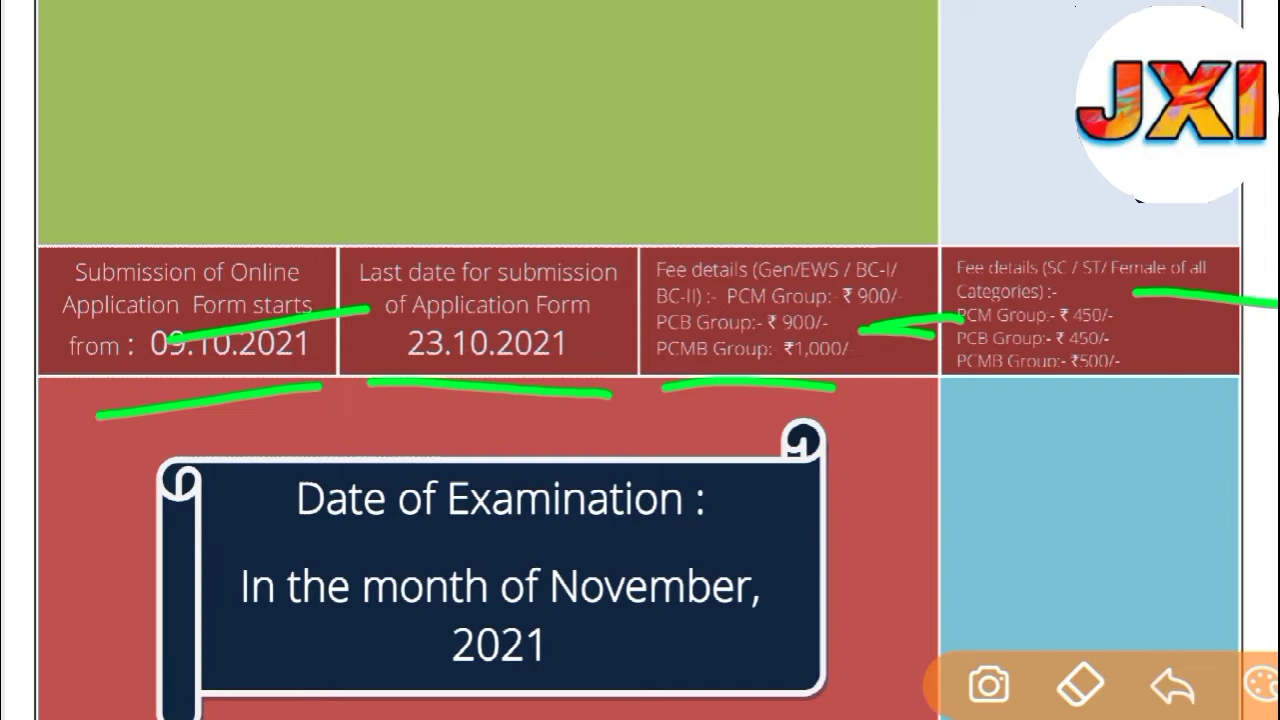 JXI
Submission of Online
Application Form starts
from : 09.10.2021
Last date for submission
of Application Form
23.10.2021
Fee details (Gen/EWS / BC-I/
BC-II) :- PCM Group:- ₹ 900/-
PCB Group:- ₹ 900/-
PCMB Group:- ₹1,000/-
Fee details (SC / ST/ Female of all
Categories) :-
PCM Group:- ₹ 450/-
PCB Group:- ₹ 450/-
PCMB Group:- ₹500/-
Date of Examination :
In the month of November,
2021